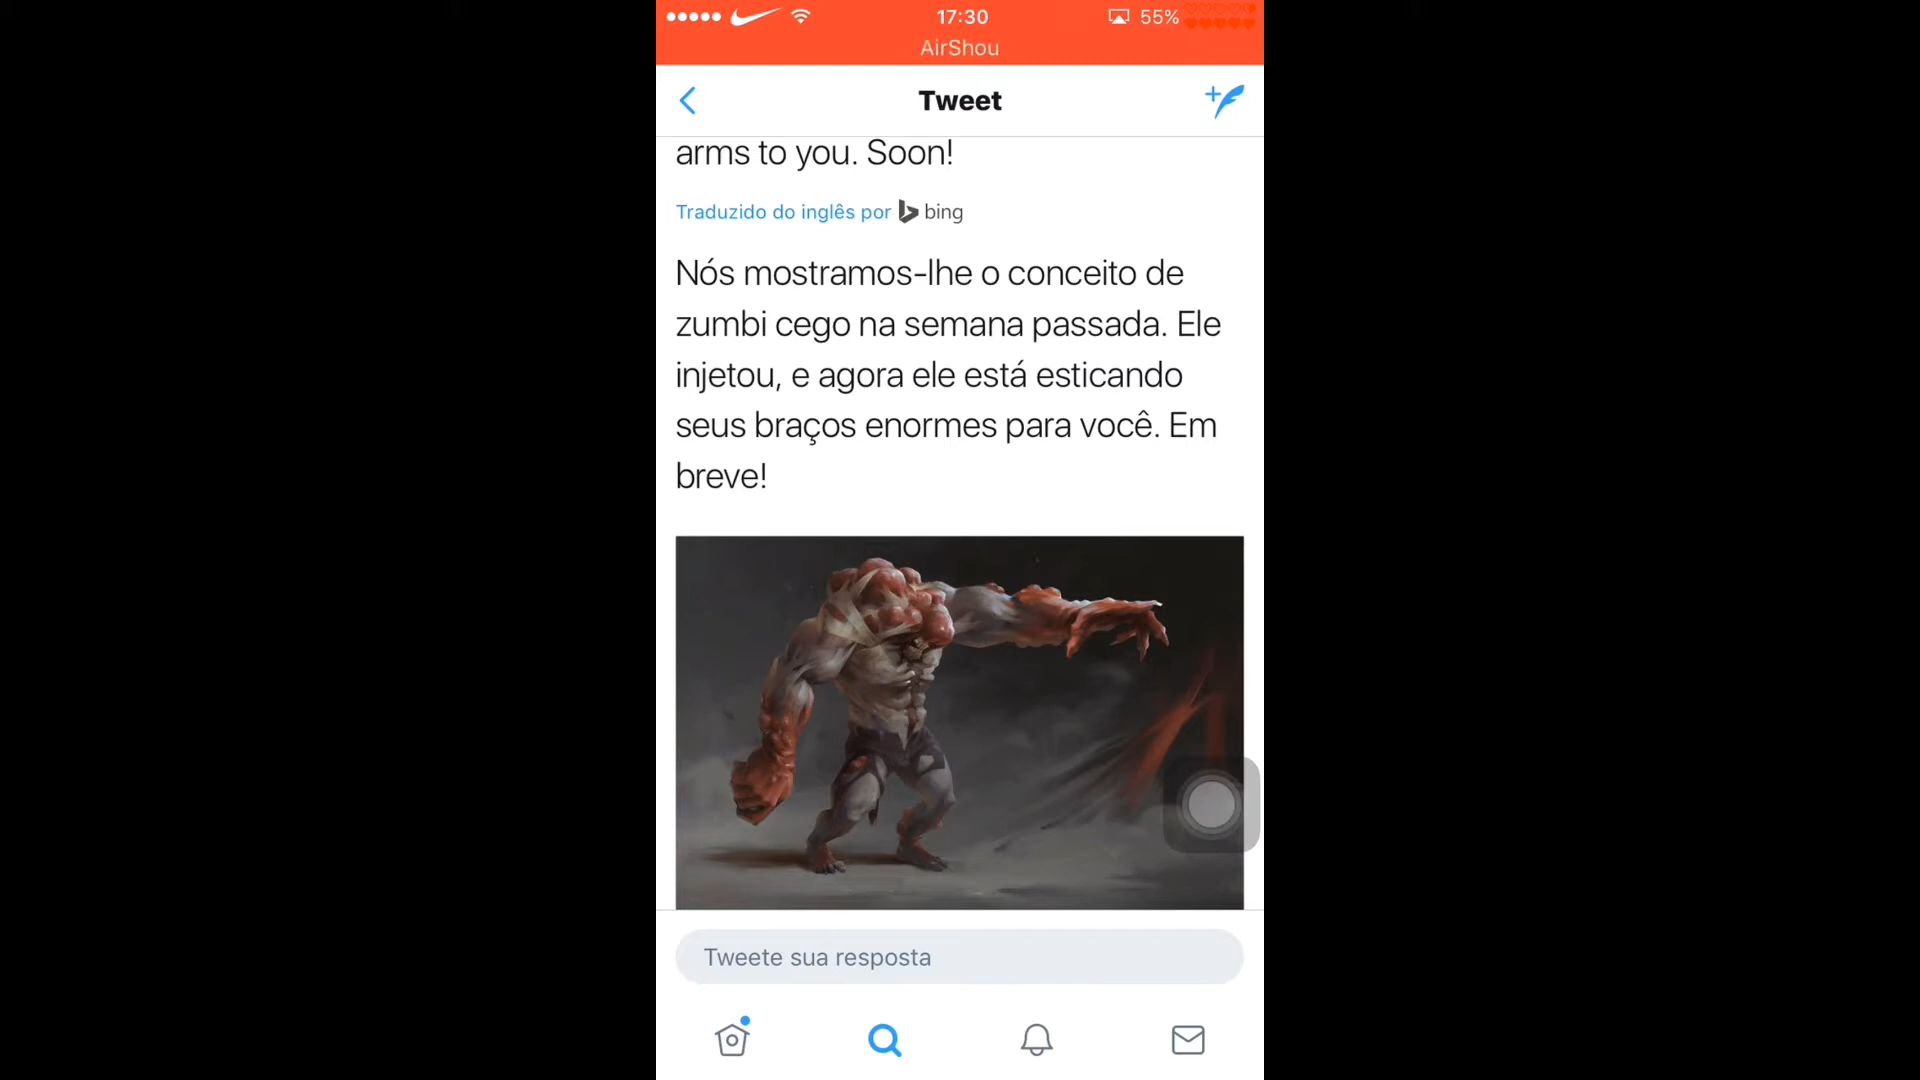 17:30
55%
AirShou
Tweet
arms to you. Soon!
Traduzido do inglês por bing
Nós mostramos-lhe o conceito de
zumbi cego na semana passada. Ele
injetou, e agora ele está esticando
seus braços enormes para você. Em
breve!
Tweete sua resposta